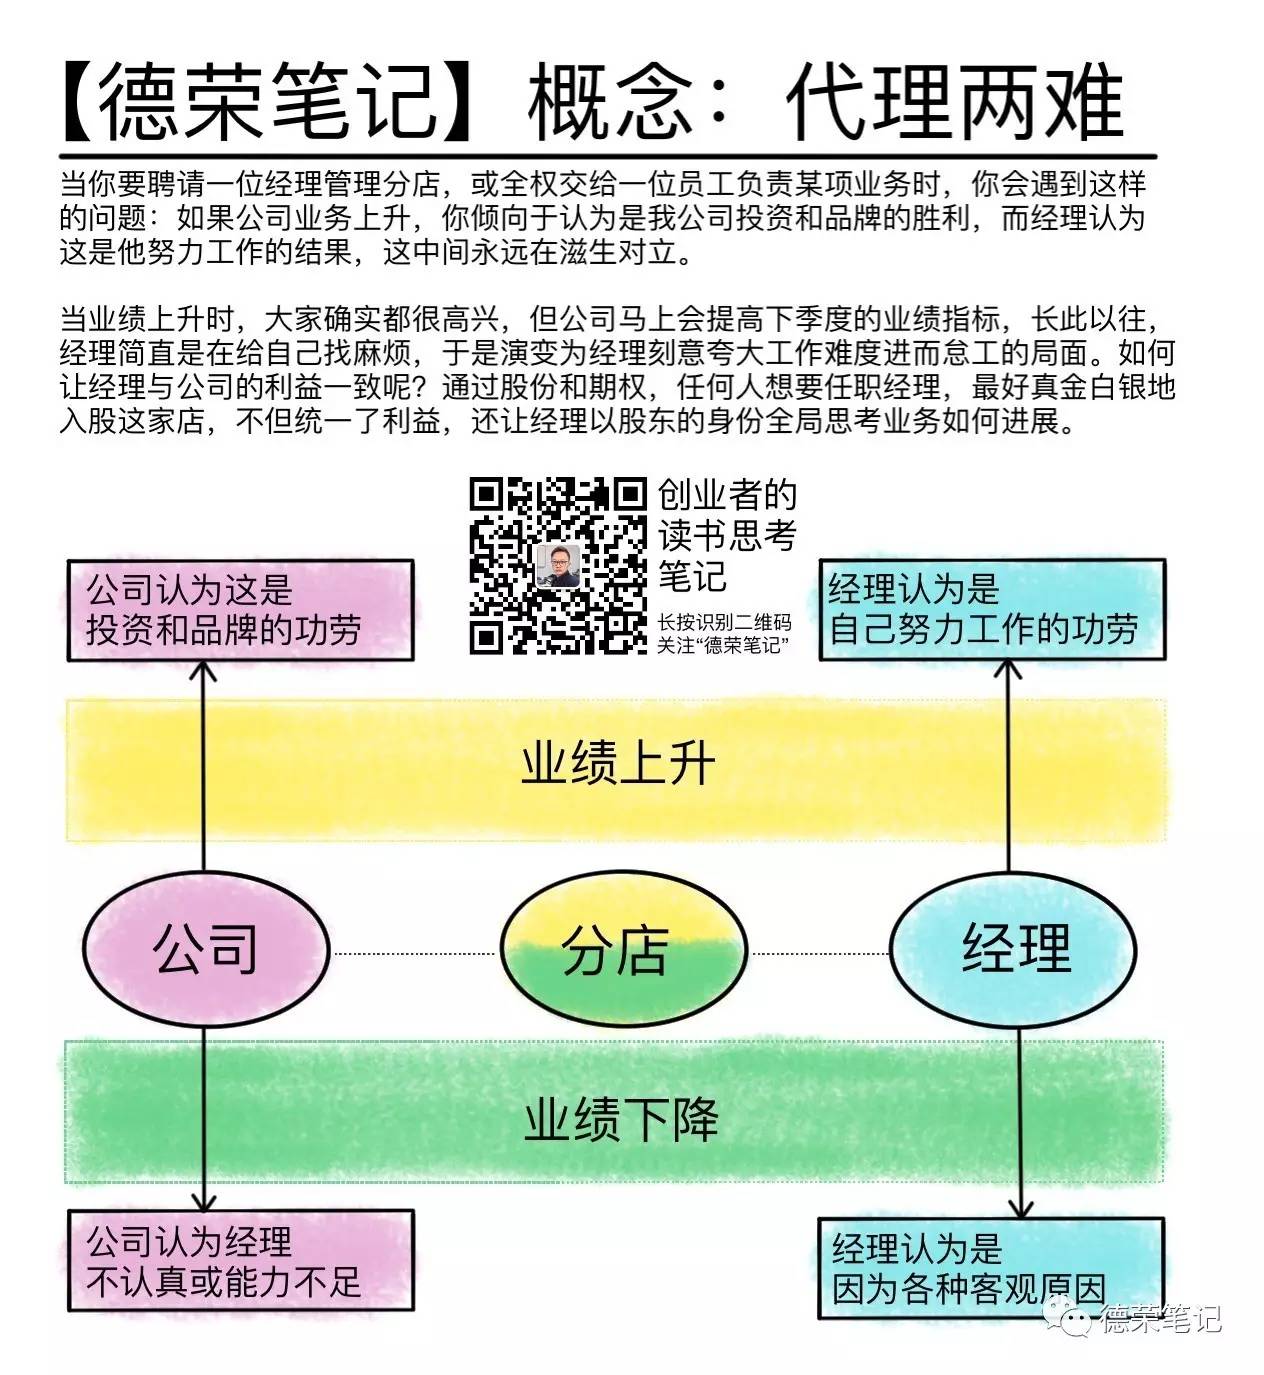 【德荣笔记】概念：代理两难
当你要聘请一位经理管理分店，或全权交给一位员工负责某项业务时，你会遇到这样
的问题：如果公司业务上升，你倾向于认为是我公司投资和品牌的胜利，而经理认为
这是他努力工作的结果，这中间永远在滋生对立。
当业绩上升时，大家确实都很高兴，但公司马上会提高下季度的业绩指标，长此以往，
经理简直是在给自己找麻烦，于是演变为经理刻意夸大工作难度进而怠工的局面。如何
让经理与公司的利益一致呢？通过股份和期权，任何人想要任职经理，最好真金白银地
入股这家店，不但统一了利益，还让经理以股东的身份全局思考业务如何进展。
创业者的
读书思考
笔记
长按识别二维码
关注“德荣笔记”
公司认为这是
投资和品牌的功劳
经理认为是
自己努力工作的功劳
业绩上升
公司
分店
经理
业绩下降
公司认为经理
不认真或能力不足
经理认为是
因为各种客观原因
德荣笔记